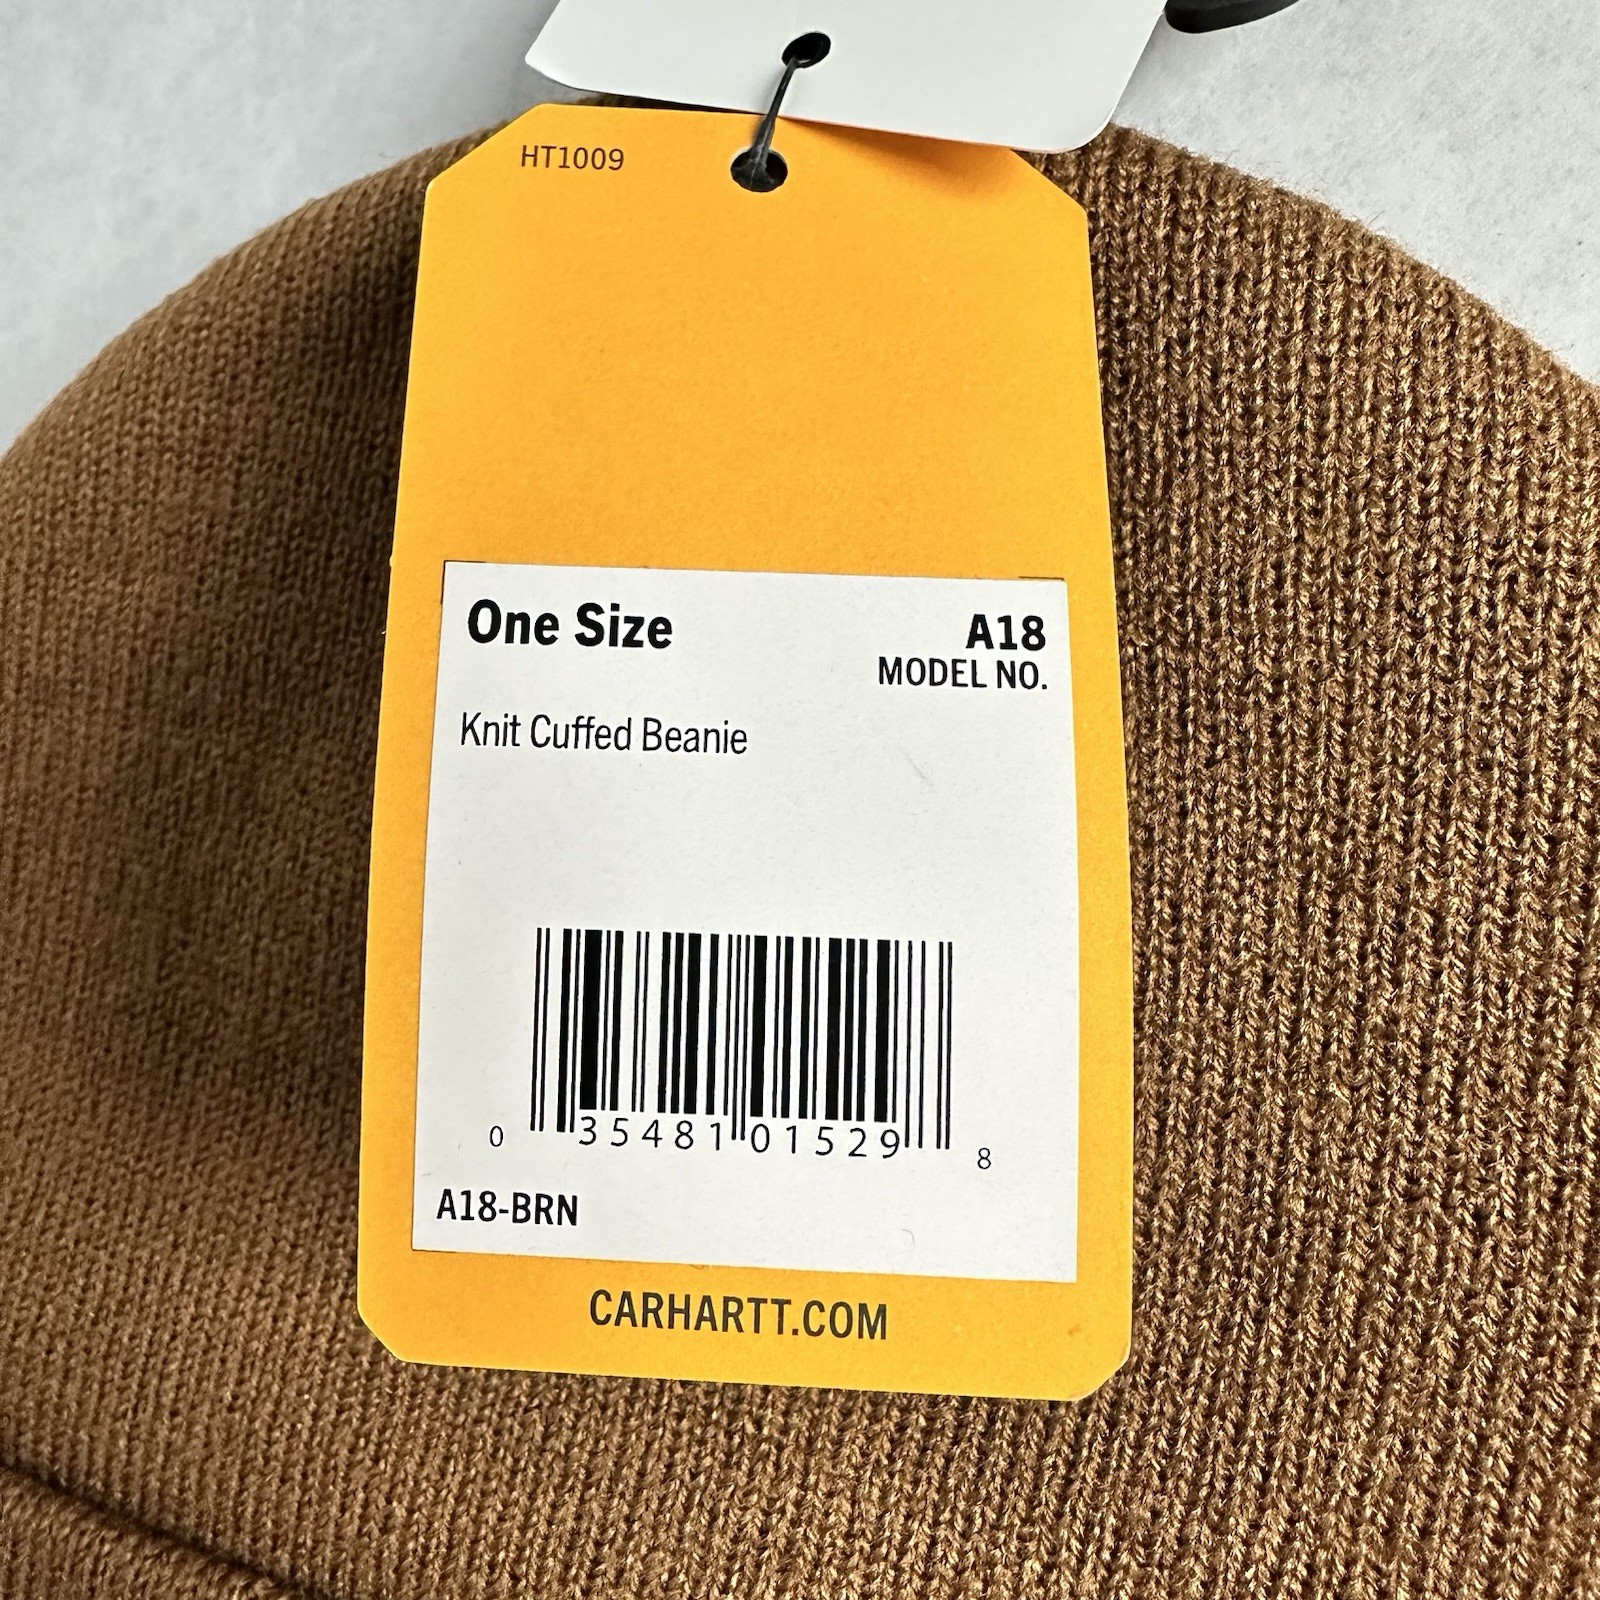 HT1009
One Size
A18
MODEL NO.
Knit Cuffed Beanie
0 35481 01529 8
A18-BRN
CARHARTT.COM